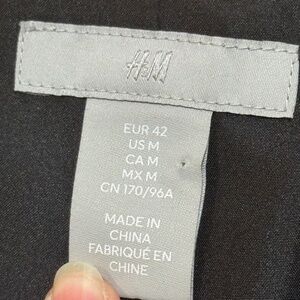 H&M
EUR 42
US M
CA M
MX M
CN 170/96A
MADE IN
CHINA
FABRIQUÉ EN
CHINE